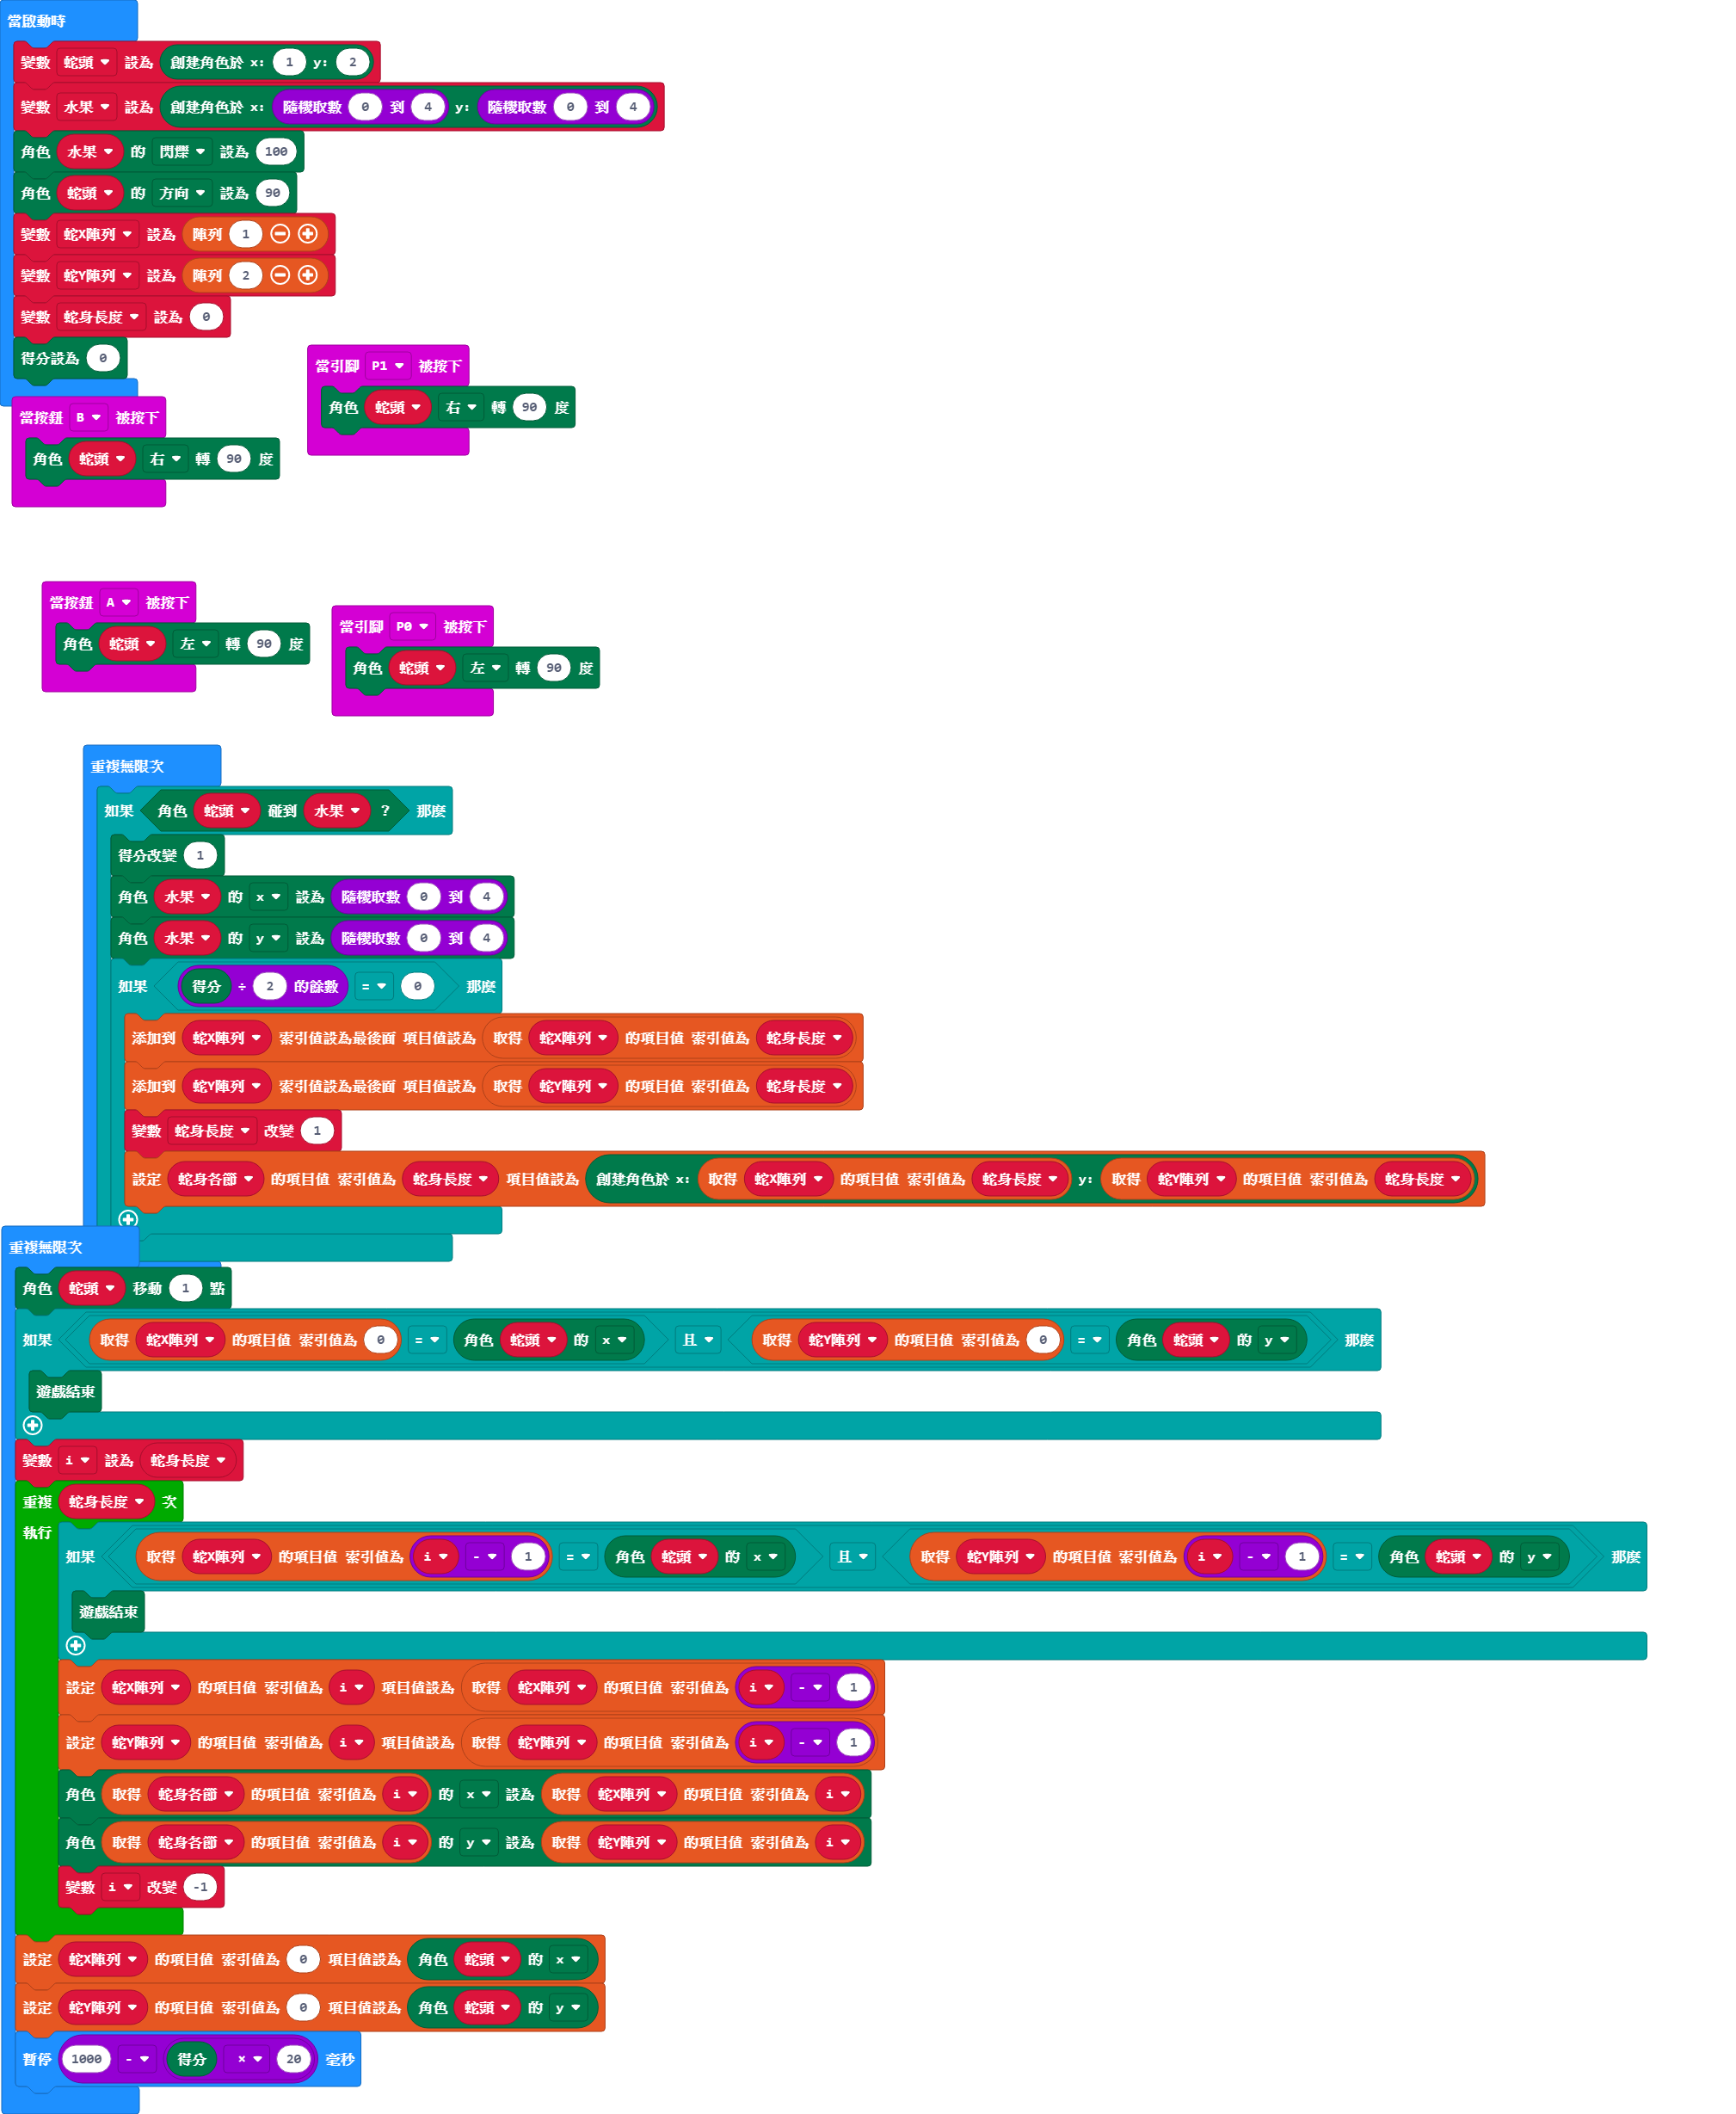 當啟動時
變數 蛇頭 設為 創建角色於 x: 1 y: 2
變數 水果 設為 創建角色於 x: 隨機取數 0 到 4 y: 隨機取數 0 到 4
角色 水果 的 閃爍 設為 100
角色 蛇頭 的 方向 設為 90
變數 蛇X陣列 設為 陣列 1
變數 蛇Y陣列 設為 陣列 2
變數 蛇身長度 設為 0
得分設為 0
當引腳 P1 被按下
角色 蛇頭 右 轉 90 度
當按鈕 B 被按下
角色 蛇頭 右 轉 90 度
當按鈕 A 被按下
角色 蛇頭 左 轉 90 度
當引腳 P0 被按下
角色 蛇頭 左 轉 90 度
重複無限次
如果 角色 蛇頭 碰到 水果 ? 那麼
得分改變 1
角色 水果 的 x 設為 隨機取數 0 到 4
角色 水果 的 y 設為 隨機取數 0 到 4
如果 得分 ÷ 2 的餘數 = 0 那麼
添加到 蛇X陣列 索引值設為最後面 項目值設為 取得 蛇X陣列 的項目值 索引值為 蛇身長度
添加到 蛇Y陣列 索引值設為最後面 項目值設為 取得 蛇Y陣列 的項目值 索引值為 蛇身長度
變數 蛇身長度 改變 1
設定 蛇身各節 的項目值 索引值為 蛇身長度 項目值設為 創建角色於 x: 取得 蛇X陣列 的項目值 索引值為 蛇身長度 y: 取得 蛇Y陣列 的項目值 索引值為 蛇身長度
重複無限次
角色 蛇頭 移動 1 點
如果 取得 蛇X陣列 的項目值 索引值為 0 = 角色 蛇頭 的 x 且 取得 蛇Y陣列 的項目值 索引值為 0 = 角色 蛇頭 的 y 那麼
遊戲結束
變數 i 設為 蛇身長度
重複 蛇身長度 次
執行
如果 取得 蛇X陣列 的項目值 索引值為 i - 1 = 角色 蛇頭 的 x 且 取得 蛇Y陣列 的項目值 索引值為 i - 1 = 角色 蛇頭 的 y 那麼
遊戲結束
設定 蛇X陣列 的項目值 索引值為 i 項目值設為 取得 蛇X陣列 的項目值 索引值為 i - 1
設定 蛇Y陣列 的項目值 索引值為 i 項目值設為 取得 蛇Y陣列 的項目值 索引值為 i - 1
角色 取得 蛇身各節 的項目值 索引值為 i 的 x 設為 取得 蛇X陣列 的項目值 索引值為 i
角色 取得 蛇身各節 的項目值 索引值為 i 的 y 設為 取得 蛇Y陣列 的項目值 索引值為 i
變數 i 改變 -1
設定 蛇X陣列 的項目值 索引值為 0 項目值設為 角色 蛇頭 的 x
設定 蛇Y陣列 的項目值 索引值為 0 項目值設為 角色 蛇頭 的 y
暫停 1000 - 得分 × 20 毫秒